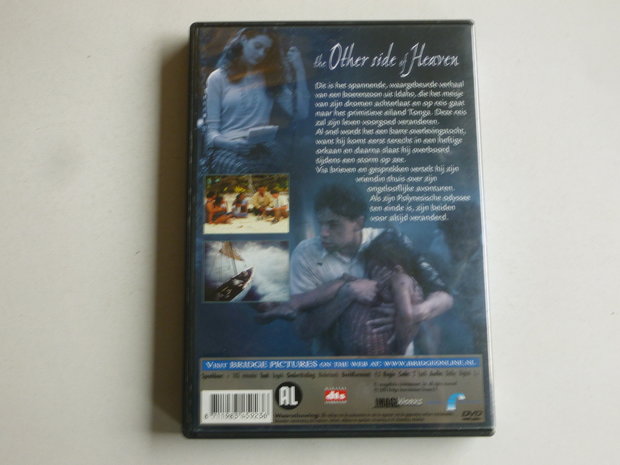 the Other side of Heaven
Dit is het spannende, waargebeurde verhaal
van een boerenzoon uit Idaho, die het meisje
van zijn dromen achterlaat en op reis gaat
naar het primitieve eiland Tonga. Deze reis
zal zijn leven voorgoed veranderen.
Al snel wordt het een barre overlevingstocht,
want hij komt eerst terecht in een heftige
orkaan en daarna slaat hij overboord
tijdens een storm op zee.
Via brieven en gesprekken vertelt hij zijn
vriendin thuis over zijn
ongelooflijke avonturen.
Als zijn Polynesische odyssee
ten einde is, zijn beiden
voor altijd veranderd.
VISIT BRIDGE PICTURES ON THE WEB AT: WWW.BRIDGEONLINE.NL
Speelduur
AL
dts
Waarschuwing:
DVD